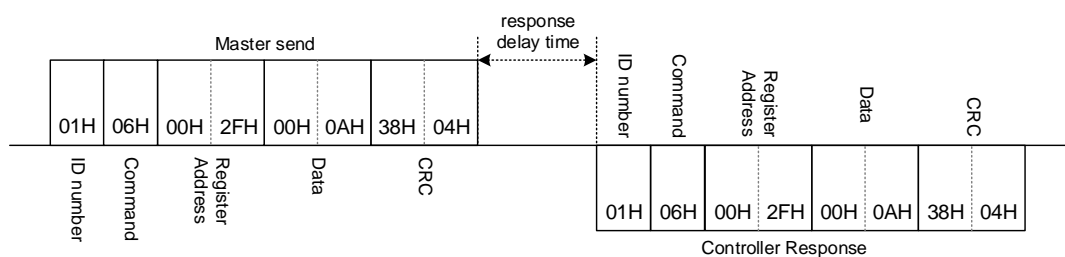 response
delay time
Master send
01H 06H 00H 2FH 00H 0AH 38H 04H
ID number
Command
Register
Address
Data
CRC
ID number
Command
Register
Address
Data
CRC
01H 06H 00H 2FH 00H 0AH 38H 04H
Controller Response